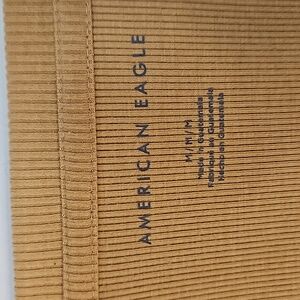 AMERICAN EAGLE
M/M/M
Made in Guatemala
Fabriqué au Guatemala
Hecho en Guatemala